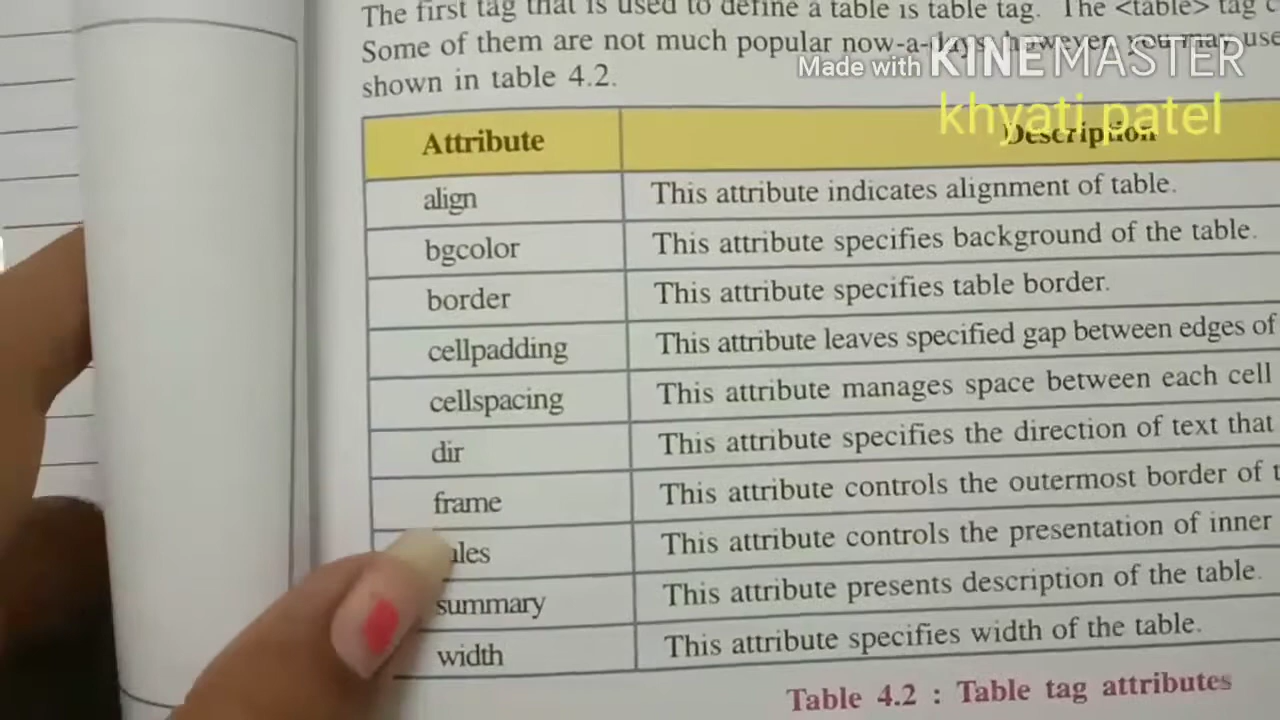 The first tag that is used to define a table is table tag. The <table> tag
Some of them are not much popular now-a-days however, you may use
shown in table 4.2.
Made with KINEMASTER
khyati patel
Attribute Description
align This attribute indicates alignment of table.
bgcolor This attribute specifies background of the table.
border This attribute specifies table border.
cellpadding This attribute leaves specified gap between edges of
cellspacing This attribute manages space between each cell
dir This attribute specifies the direction of text that
frame This attribute controls the outermost border of
This attribute controls the presentation of inner
summary This attribute presents description of the table.
width This attribute specifies width of the table.
Table 4.2 : Table tag attributes